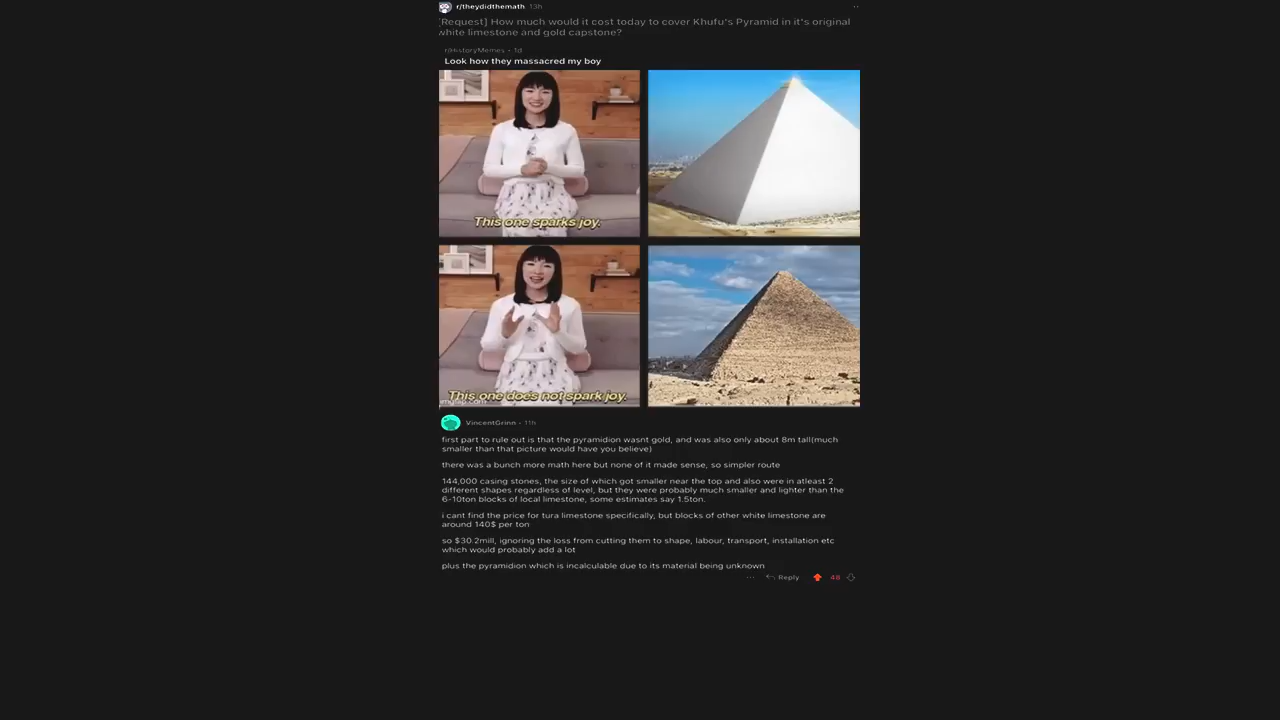 r/theydidthemath 13h
[Request] How much would it cost today to cover Khufu's Pyramid in it's original
white limestone and gold capstone?
r/HistoryMemes • 1d
Look how they massacred my boy
This one sparks joy.
This one does not spark joy.
imgflip.com
VincentGrinn • 11h
first part to rule out is that the pyramidion wasnt gold, and was also only about 8m tall(much
smaller than that picture would have you believe)
there was a bunch more math here but none of it made sense, so simpler route
144,000 casing stones, the size of which got smaller near the top and also were in atleast 2
different shapes regardless of level, but they were probably much smaller and lighter than the
6-10ton blocks of local limestone, some estimates say 1.5ton.
i cant find the price for tura limestone specifically, but blocks of other white limestone are
around 140$ per ton
so $30.2mill, ignoring the loss from cutting them to shape, labour, transport, installation etc
which would probably add a lot
plus the pyramidion which is incalculable due to its material being unknown
Reply 48